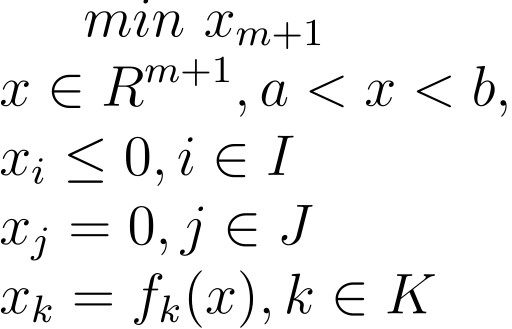 min x_{m+1}
x ∈ R^{m+1}, a < x < b,
x_i ≤ 0, i ∈ I
x_j = 0, j ∈ J
x_k = f_k(x), k ∈ K